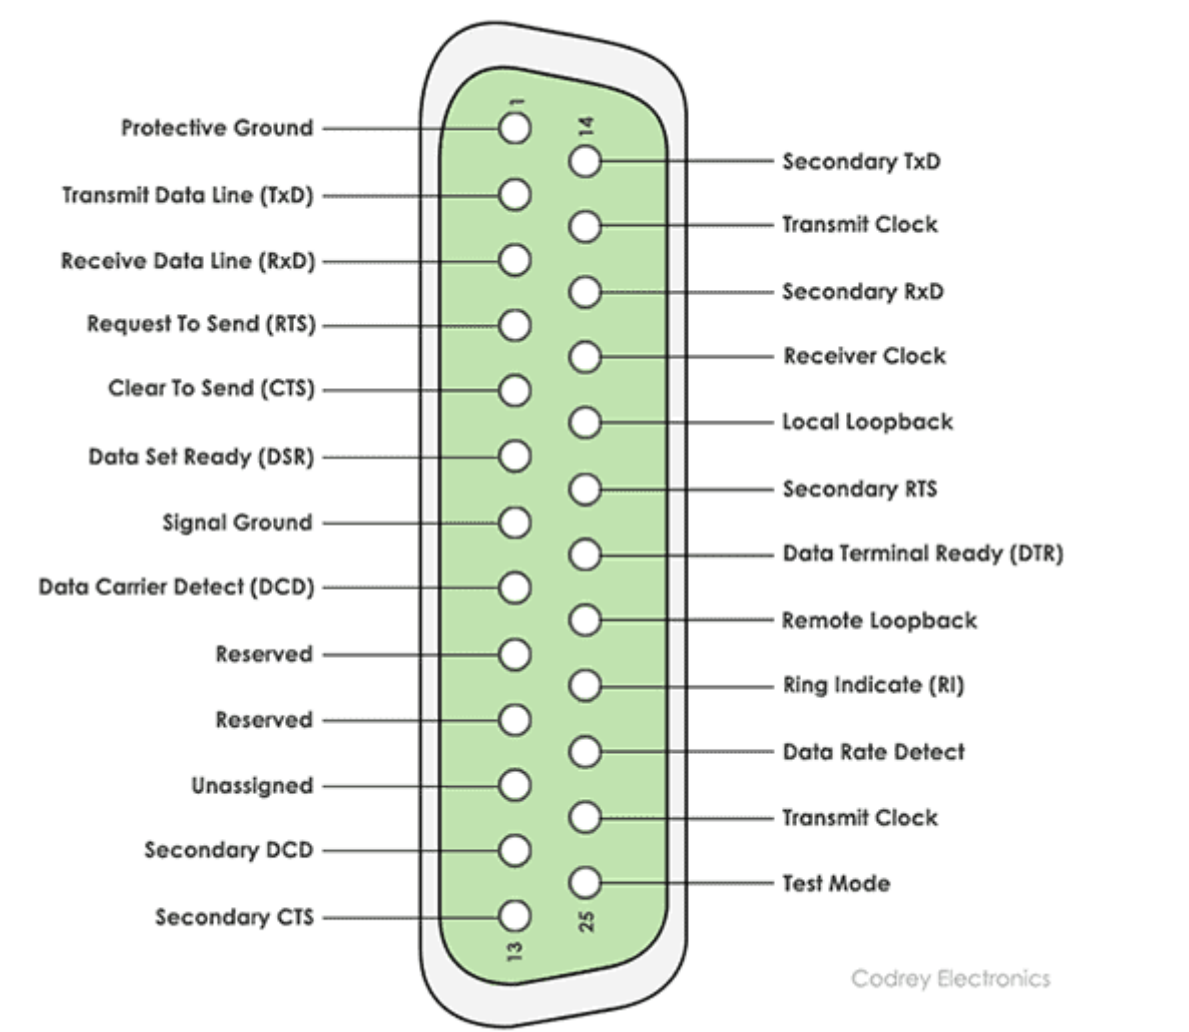 1
Protective Ground
14
Secondary TxD
Transmit Data Line (TxD)
Transmit Clock
Receive Data Line (RxD)
Secondary RxD
Request To Send (RTS)
Receiver Clock
Clear To Send (CTS)
Local Loopback
Data Set Ready (DSR)
Secondary RTS
Signal Ground
Data Terminal Ready (DTR)
Data Carrier Detect (DCD)
Remote Loopback
Reserved
Ring Indicate (RI)
Reserved
Data Rate Detect
Unassigned
Transmit Clock
Secondary DCD
Test Mode
Secondary CTS
25
13
Codrey Electronics